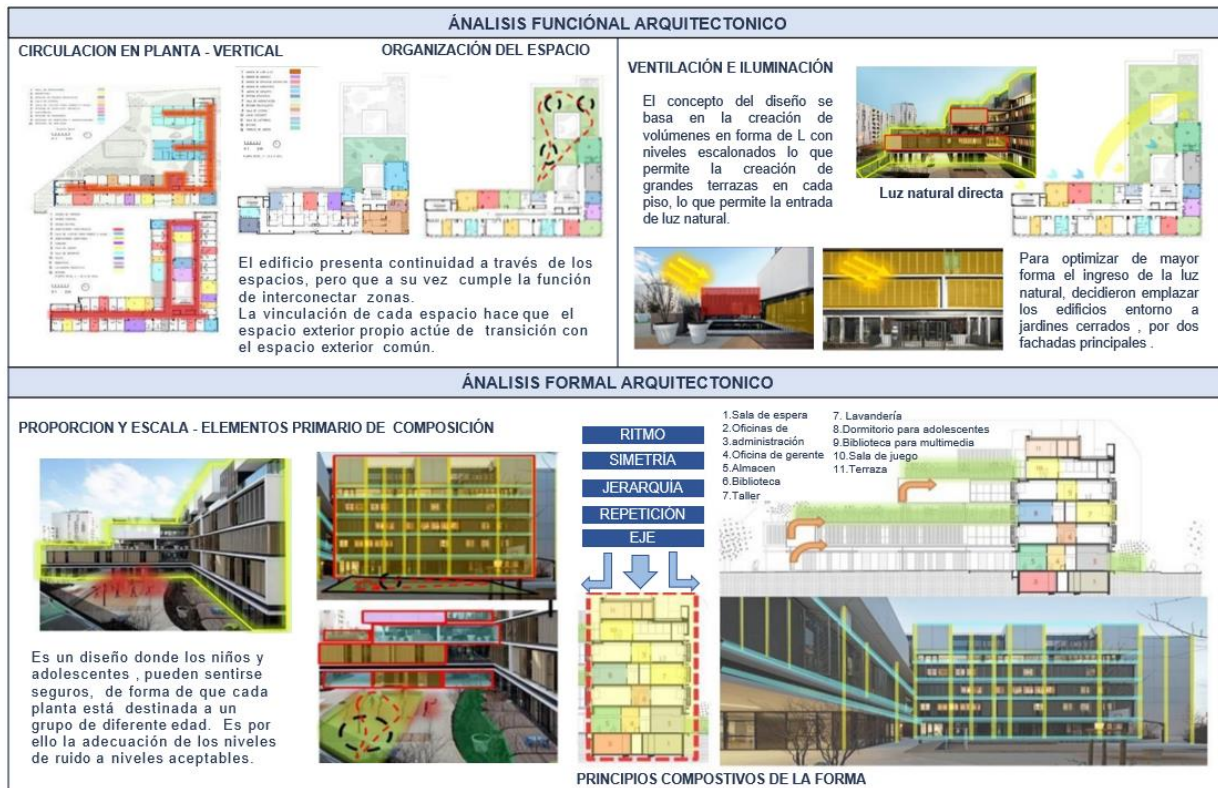 ÁNALISIS FUNCIÓNAL ARQUITECTONICO
CIRCULACION EN PLANTA - VERTICAL
ORGANIZACIÓN DEL ESPACIO
El edificio presenta continuidad a través de los
espacios, pero que a su vez cumple la función
de interconectar zonas.
La vinculación de cada espacio hace que el
espacio exterior propio actúe de transición con
el espacio exterior común.
VENTILACIÓN E ILUMINACIÓN
El concepto del diseño se
basa en la creación de
volúmenes en forma de L con
niveles escalonados lo que
permite la creación de
grandes terrazas en cada
piso, lo que permite la entrada
de luz natural.
Luz natural directa
Para optimizar de mayor
forma el ingreso de la luz
natural, decidieron emplazar
los edificios entorno a
jardines cerrados , por dos
fachadas principales .
ÁNALISIS FORMAL ARQUITECTONICO
PROPORCION Y ESCALA - ELEMENTOS PRIMARIO DE COMPOSICIÓN
Es un diseño donde los niños y
adolescentes , pueden sentirse
seguros, de forma de que cada
planta está destinada a un
grupo de diferente edad. Es por
ello la adecuación de los niveles
de ruido a niveles aceptables.
RITMO
SIMETRÍA
JERARQUÍA
REPETICIÓN
EJE
1.Sala de espera
2.Oficinas de
3.administración
4.Oficina de gerente
5.Almacen
6.Biblioteca
7.Taller
7. Lavandería
8.Dormitorio para adolescentes
9.Biblioteca para multimedia
10.Sala de juego
11.Terraza
PRINCIPIOS COMPOSTIVOS DE LA FORMA